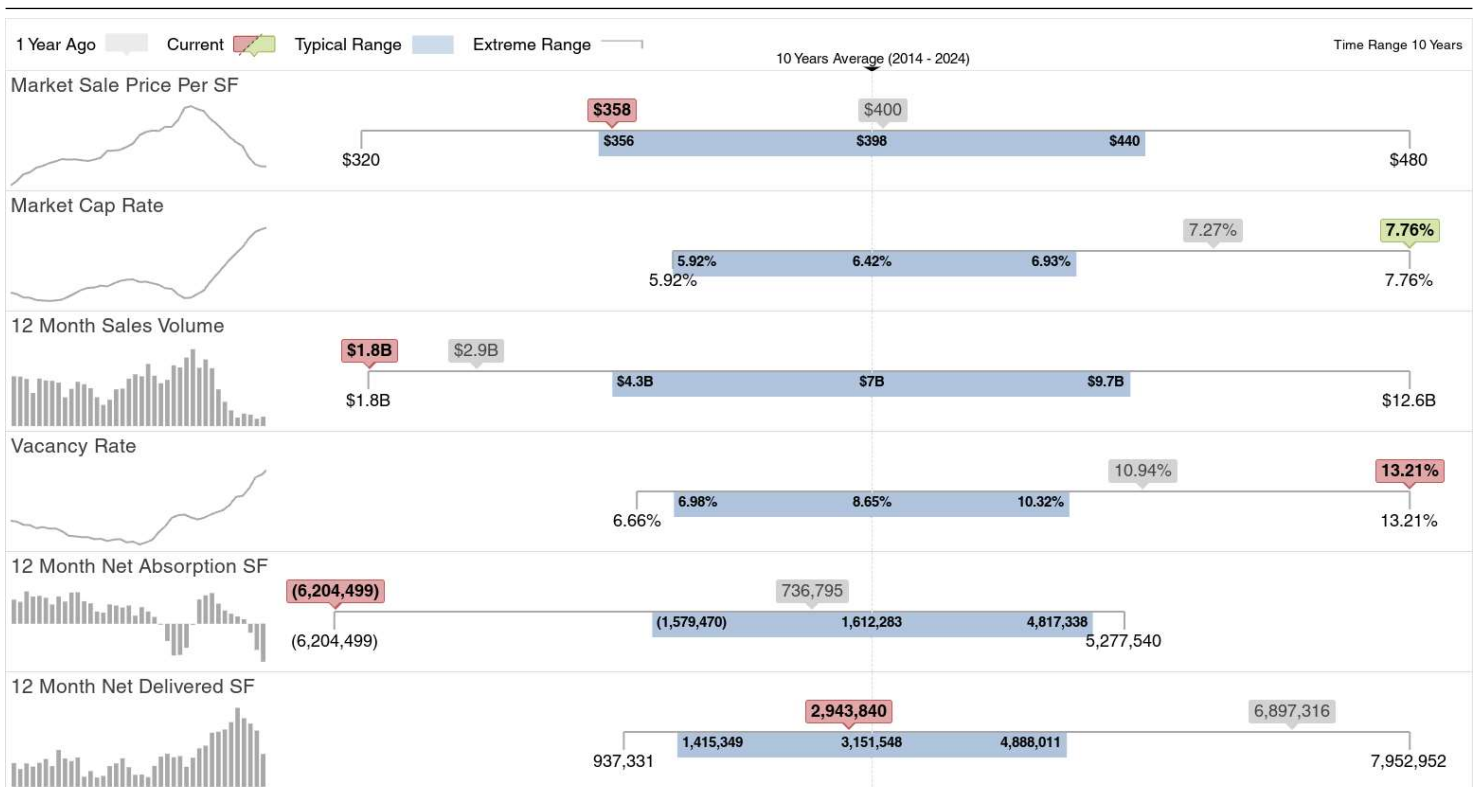 1 Year Ago Current Typical Range Extreme Range Time Range 10 Years
10 Years Average (2014 - 2024)
Market Sale Price Per SF
$358 $400
$356 $398 $440
$320 $480
Market Cap Rate
7.27% 7.76%
5.92% 6.42% 6.93%
5.92% 7.76%
12 Month Sales Volume
$1.8B $2.9B
$4.3B $7B $9.7B
$1.8B $12.6B
Vacancy Rate
10.94% 13.21%
6.98% 8.65% 10.32%
6.66% 13.21%
12 Month Net Absorption SF
(6,204,499) 736,795
(1,579,470) 1,612,283 4,817,338
(6,204,499) 5,277,540
12 Month Net Delivered SF
2,943,840 6,897,316
1,415,349 3,151,548 4,888,011
937,331 7,952,952